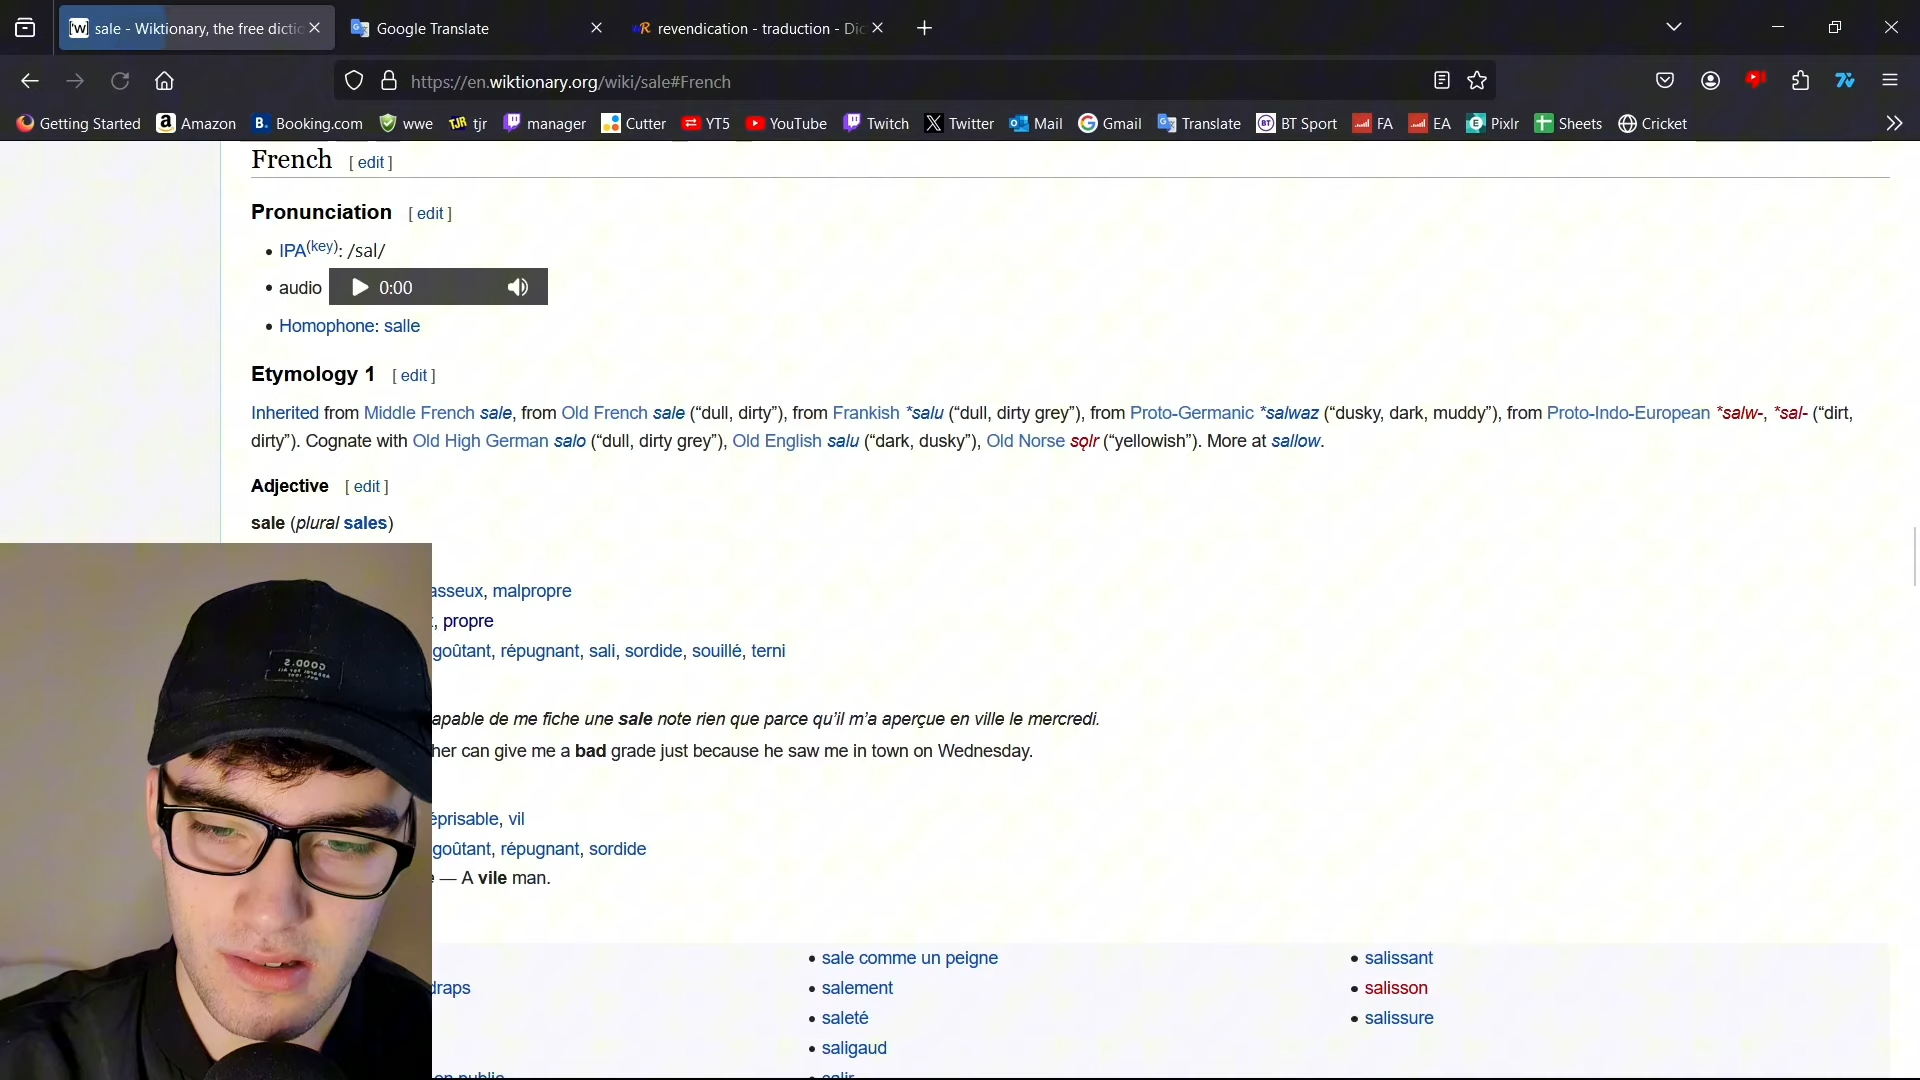 sale - Wiktionary, the free dictio
Google Translate
revendication - traduction - Dic
https://en.wiktionary.org/wiki/sale#French
Getting Started Amazon Booking.com wwe tjr manager Cutter YT5 YouTube Twitch Twitter Mail Gmail Translate BT Sport FA EA Pixlr Sheets Cricket
French [ edit ]
Pronunciation [ edit ]
• IPA(key): /sal/
• audio 0:00
• Homophone: salle
Etymology 1 [ edit ]
Inherited from Middle French sale, from Old French sale (“dull, dirty”), from Frankish *salu (“dull, dirty grey”), from Proto-Germanic *salwaz (“dusky, dark, muddy”), from Proto-Indo-European *salw-, *sal- (“dirt,
dirty”). Cognate with Old High German salo (“dull, dirty grey”), Old English salu (“dark, dusky”), Old Norse sǫlr (“yellowish”). More at sallow.
Adjective [ edit ]
sale (plural sales)
asseux, malpropre
, propre
goûtant, répugnant, sali, sordide, souillé, terni
apable de me fiche une sale note rien que parce qu’il m’a aperçue en ville le mercredi.
her can give me a bad grade just because he saw me in town on Wednesday.
éprisable, vil
goûtant, répugnant, sordide
— A vile man.
• sale comme un peigne
• salissant
draps
• salement
• salisson
• saleté
• salissure
• saligaud
GOOD.S